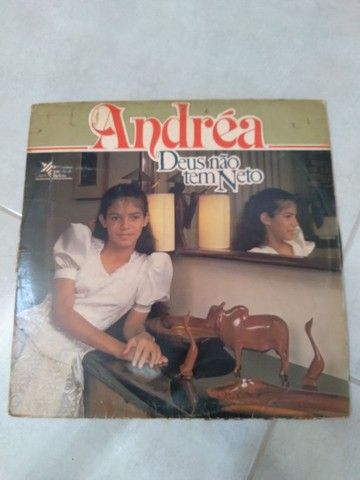 Andréa
Deus não
tem Neto